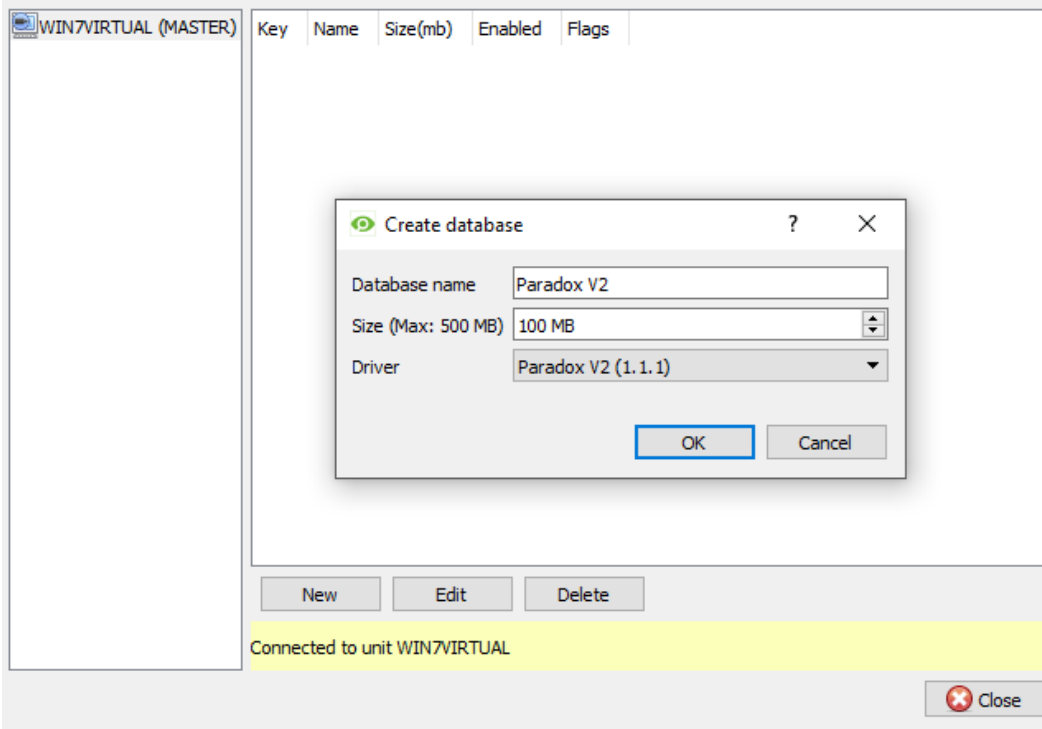 WIN7VIRTUAL (MASTER)
Key Name Size(mb) Enabled Flags
Create database ?
Database name Paradox V2
Size (Max: 500 MB) 100 MB
Driver Paradox V2 (1.1.1)
OK Cancel
New Edit Delete
Connected to unit WIN7VIRTUAL
Close